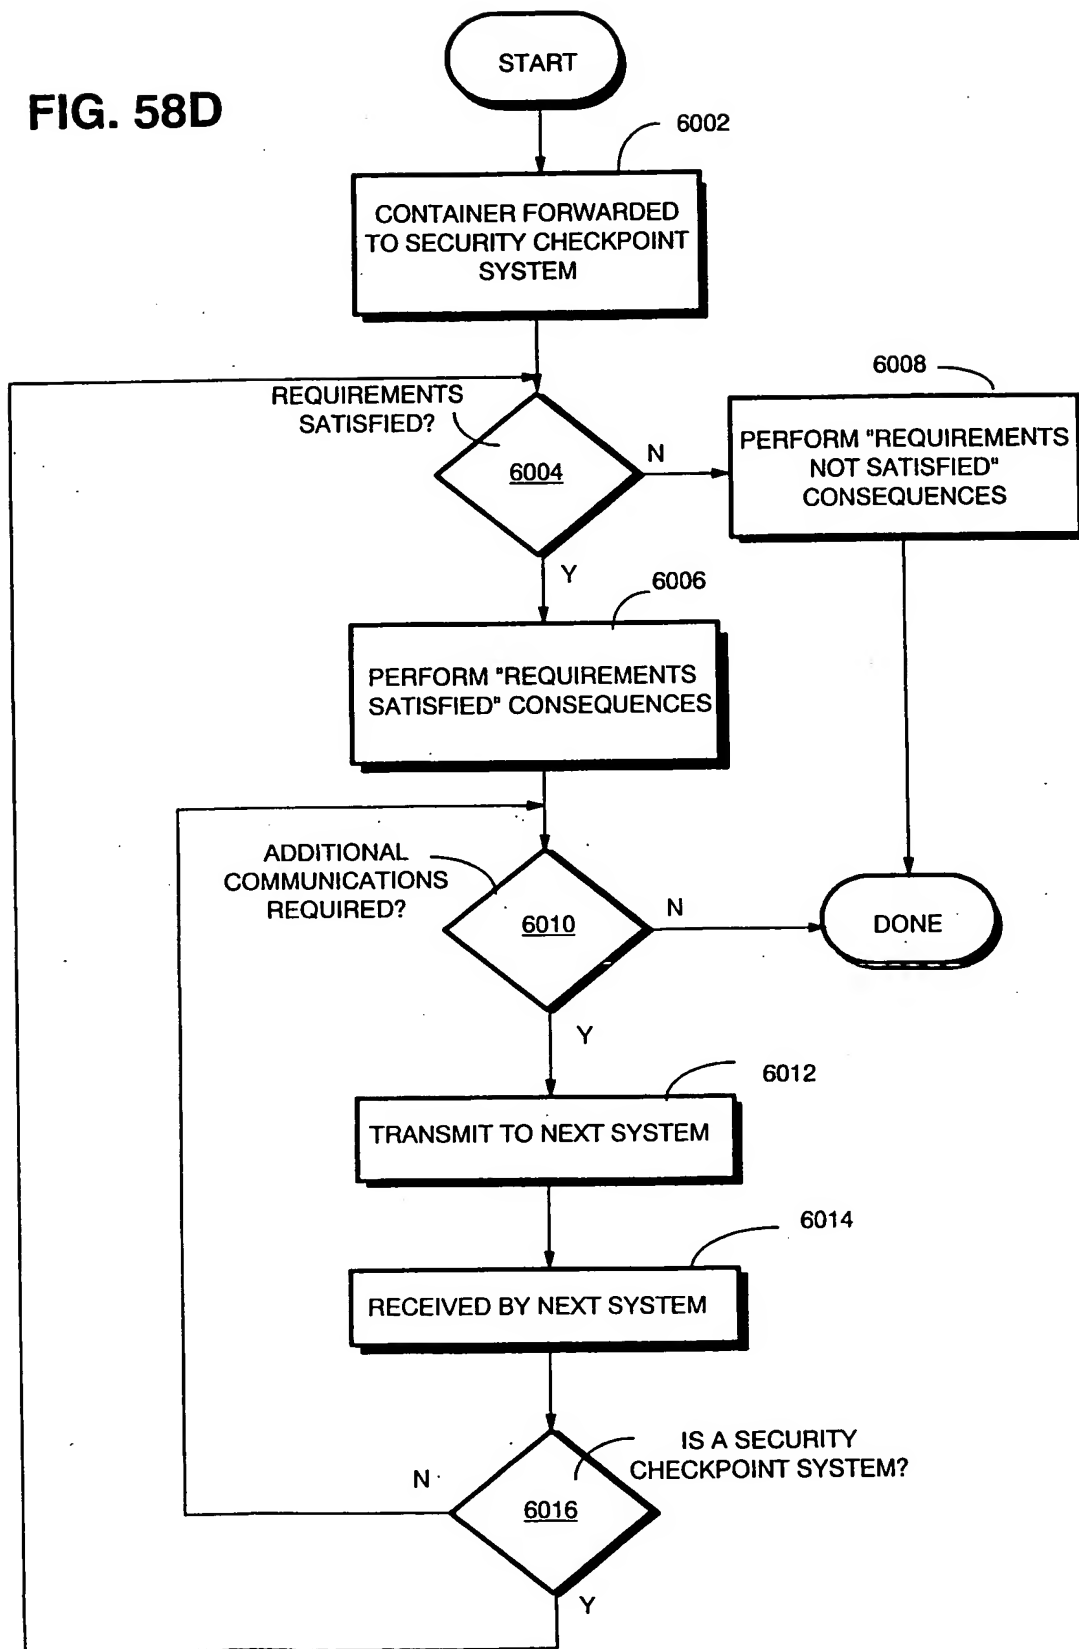 FIG. 58D
START
6002
CONTAINER FORWARDED
TO SECURITY CHECKPOINT
SYSTEM
REQUIREMENTS
SATISFIED?
6004
N
Y
6008
PERFORM "REQUIREMENTS
NOT SATISFIED"
CONSEQUENCES
6006
PERFORM "REQUIREMENTS
SATISFIED" CONSEQUENCES
ADDITIONAL
COMMUNICATIONS
REQUIRED?
6010
N
DONE
Y
6012
TRANSMIT TO NEXT SYSTEM
6014
RECEIVED BY NEXT SYSTEM
IS A SECURITY
CHECKPOINT SYSTEM?
N
6016
Y